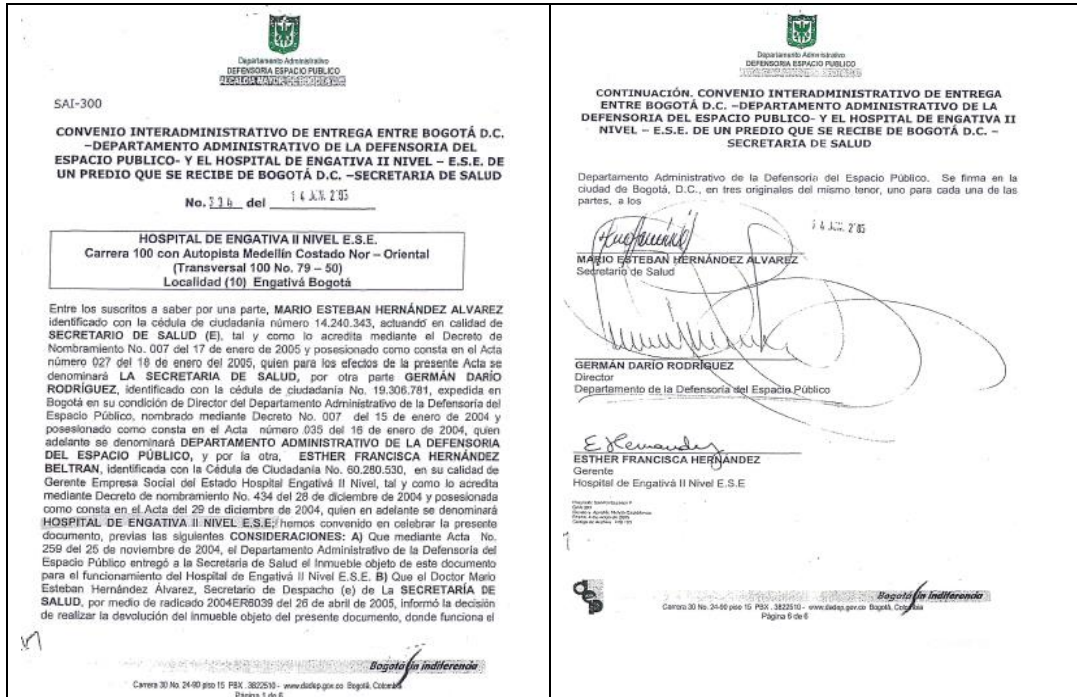 Departamento Administrativo
DEFENSORIA ESPACIO PUBLICO
SAI-300
CONVENIO INTERADMINISTRATIVO DE ENTREGA ENTRE BOGOTÁ D.C.
–DEPARTAMENTO ADMINISTRATIVO DE LA DEFENSORIA DEL
ESPACIO PUBLICO- Y EL HOSPITAL DE ENGATIVA II NIVEL – E.S.E. DE
UN PREDIO QUE SE RECIBE DE BOGOTÁ D.C. –SECRETARIA DE SALUD
No. del
HOSPITAL DE ENGATIVA II NIVEL E.S.E.
Carrera 100 con Autopista Medellín Costado Nor – Oriental
(Transversal 100 No. 79 – 50)
Localidad (10) Engativá Bogotá
Entre los suscritos a saber por una parte, MARIO ESTEBAN HERNÁNDEZ ALVAREZ
identificado con la cédula de ciudadanía número 14.240.343, actuando en calidad de
SECRETARIO DE SALUD (E), tal y como lo acredita mediante el Decreto de
Nombramiento No. 007 del 17 de enero de 2005 y posesionado como consta en el Acta
número 027 del 18 de enero del 2005, quien para los efectos de la presente Acta se
denominará LA SECRETARIA DE SALUD, por otra parte GERMÁN DARÍO
RODRÍGUEZ, identificado con la cédula de ciudadanía No. 19.306.781, expedida en
Bogotá en su condición de Director del Departamento Administrativo de la Defensoría del
Espacio Público, nombrado mediante Decreto No. 007 del 15 de enero de 2004 y
posesionado como consta en el Acta número 035 del 16 de enero de 2004, quien
adelante se denominará DEPARTAMENTO ADMINISTRATIVO DE LA DEFENSORIA
DEL ESPACIO PÚBLICO, y por la otra, ESTHER FRANCISCA HERNÁNDEZ
BELTRAN, identificada con la Cédula de Ciudadanía No. 60.280.530, en su calidad de
Gerente Empresa Social del Estado Hospital Engativá II Nivel, tal y como lo acredita
mediante Decreto de nombramiento No. 434 del 28 de diciembre de 2004 y posesionada
como consta en el Acta del 29 de diciembre de 2004, quien en adelante se denominará
HOSPITAL DE ENGATIVA II NIVEL E.S.E; hemos convenido en celebrar la presente
documento, previas las siguientes CONSIDERACIONES: A) Que mediante Acta No.
259 del 25 de noviembre de 2004, el Departamento Administrativo de la Defensoría del
Espacio Público entregó a la Secretaria de Salud el Inmueble objeto de este documento
para el funcionamiento del Hospital de Engativá II Nivel E.S.E. B) Que el Doctor Mario
Esteban Hernández Álvarez, Secretario de Despacho (e) de La SECRETARÍA DE
SALUD, por medio de radicado 2004ER6039 del 26 de abril de 2005, informó la decisión
de realizar la devolución del inmueble objeto del presente documento, donde funciona el
Bogotá sin indiferencia
Carrera 30 No. 24-90 piso 15 PBX .3822510 - www.dadep.gov.co Bogotá, Colombia
Página 1 de 6
Departamento Administrativo
DEFENSORIA ESPACIO PUBLICO
CONTINUACIÓN. CONVENIO INTERADMINISTRATIVO DE ENTREGA
ENTRE BOGOTÁ D.C. –DEPARTAMENTO ADMINISTRATIVO DE LA
DEFENSORIA DEL ESPACIO PUBLICO- Y EL HOSPITAL DE ENGATIVA II
NIVEL – E.S.E. DE UN PREDIO QUE SE RECIBE DE BOGOTÁ D.C. –
SECRETARIA DE SALUD
Departamento Administrativo de la Defensoría del Espacio Público. Se firma en la
ciudad de Bogotá, D.C., en tres originales del mismo tenor, uno para cada una de las
partes, a los
MARIO ESTEBAN HERNÁNDEZ ALVAREZ
Secretario de Salud
GERMÁN DARÍO RODRÍGUEZ
Director
Departamento de la Defensoría del Espacio Público
E Hernandez
ESTHER FRANCISCA HERNÁNDEZ
Gerente
Hospital de Engativá II Nivel E.S.E
Bogotá sin indiferencia
Carrera 30 No. 24-90 piso 15 PBX .3822510 - www.dadep.gov.co Bogotá, Colombia
Página 6 de 6